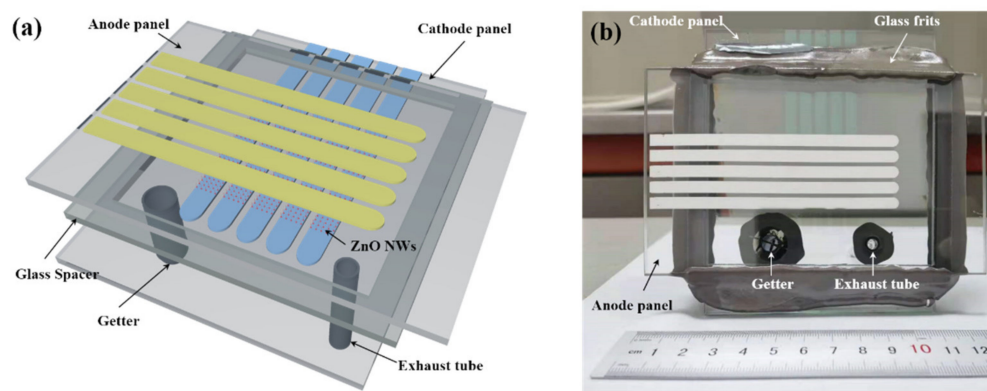 (a)
Anode panel
Cathode panel
ZnO NWs
Glass Spacer
Getter
Exhaust tube
(b)
Cathode panel
Glass frits
Getter
Exhaust tube
Anode panel
cm 1 2 3 4 5 6 7 8 9 10 11 12